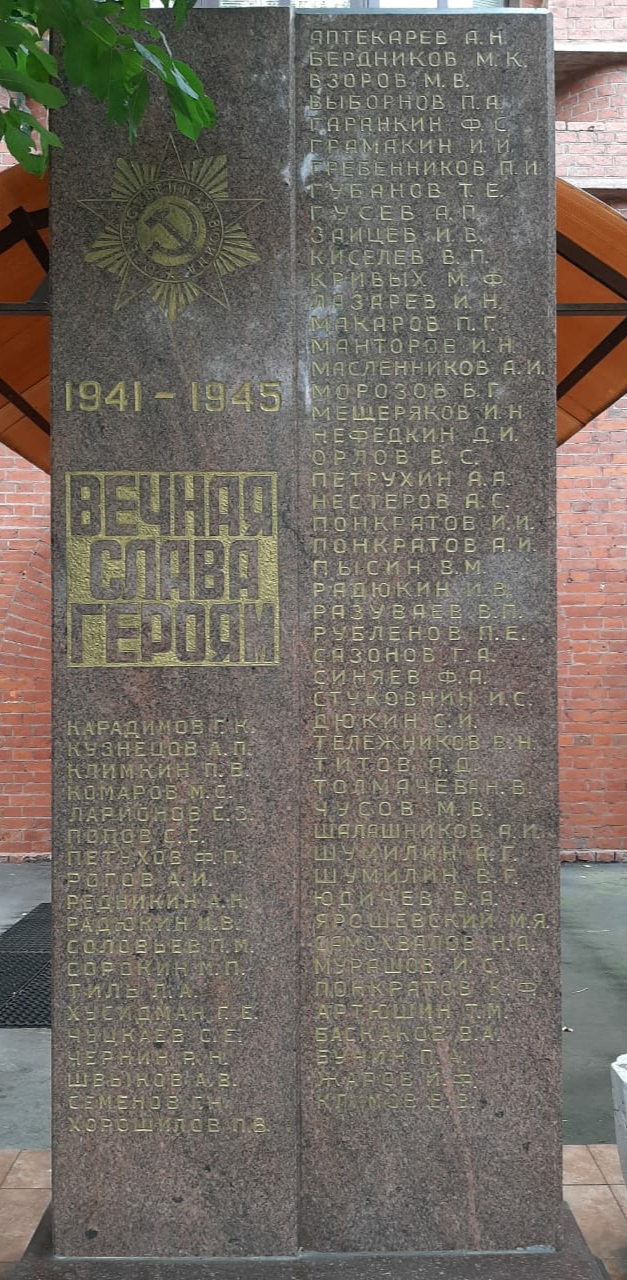 1941 - 1945
ВЕЧНАЯ
СЛАВА
ГЕРОЯМ
КАРАДИМОВ Г.К.
КУЗНЕЦОВ А.П.
КЛИМКИН П.В.
КОМАРОВ М.С.
ЛАРИОНОВ С.З.
ПОПОВ С.С.
ПЕТУХОВ Ф.П.
РОГОВ А.И.
РЕДНИКИН А.Н.
РАДЮКИН И.В.
СОЛОВЬЕВ П.М.
СОРОКИН М.П.
ТИЛЬ Л.А.
ХУСИДМАН Г.Е.
ЧУЦКАЕВ С.Е.
ЧЕРКИН Р.Н.
ШВЫКОВ А.В.
СЕМЕНОВ Г.Н.
ХОРОШИЛОВ П.В.
АПТЕКАРЕВ А.Н.
БЕРДНИКОВ М.К.
ВЗОРОВ М.В.
ВЫБОРНОВ П.А.
ГАРАНКИН Ф.С.
ГРАМАКИН И.И.
ГРЕБЕННИКОВ П.И.
ГУБАНОВ Т.Е.
ГУСЕВ А.П.
ЗАЙЦЕВ И.В.
КИСЕЛЕВ В.П.
КРИВЫХ М.Ф.
ЛАЗАРЕВ И.Н.
МАКАРОВ П.Г.
МАНТОРОВ И.Н.
МАСЛЕННИКОВ А.И.
МОРОЗОВ В.Г.
МЕЩЕРЯКОВ И.Н.
НЕФЕДКИН Д.И.
ОРЛОВ В.С.
ПЕТРУХИН А.А.
НЕСТЕРОВ А.С.
ПОНКРАТОВ И.И.
ПОНКРАТОВ А.И.
ПЫСИН В.М.
РАДЮКИН И.В.
РАЗУВАЕВ В.П.
РУБЛЕНОВ П.Е.
САЗОНОВ Г.А.
СИНЯЕВ Ф.А.
СТУКОВНИН И.С.
ДЮКИН С.И.
ТЕЛЕЖНИКОВ В.Н.
ТИТОВ А.Д.
ТОЛМАЧЕВ Н.В.
ЧУСОВ М.В.
ШАЛАШНИКОВ А.И.
ШУМИЛИН А.Г.
ШУМИЛИН В.Г.
ЮДИЧЕВ В.А.
ЯРОШЕВСКИЙ М.Я.
САМОХВАЛОВ Н.А.
МУРАШОВ И.С.
ПОНКРАТОВ К.Ф.
АРТЮШИН Т.М.
БАСКАКОВ В.А.
БУНИН П.А.
ЖАРОВ И.Ф.
КЛИМОВ